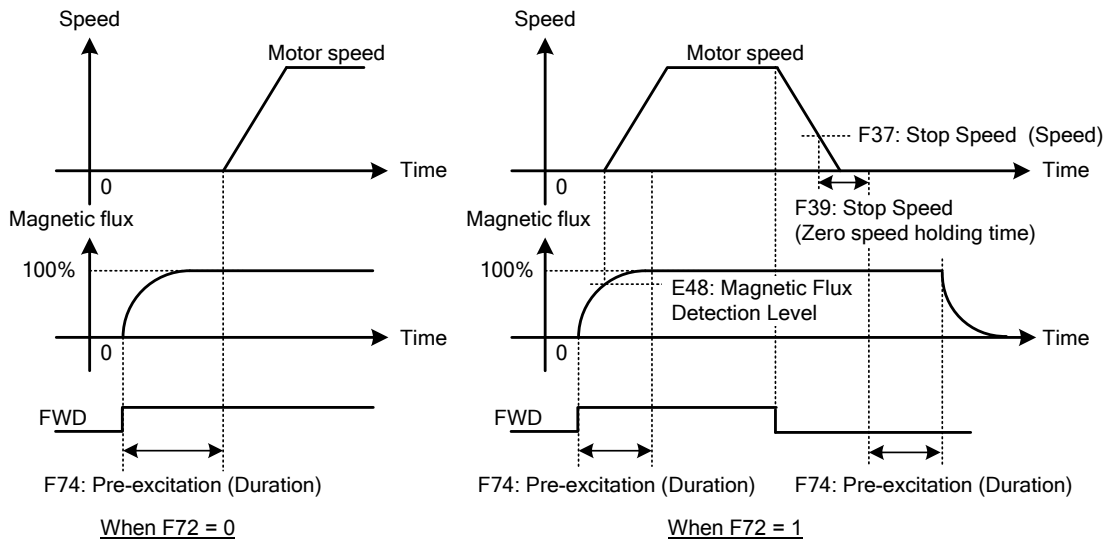 Speed
Motor speed
Time
0
Magnetic flux
100%
Time
0
FWD
F74: Pre-excitation (Duration)
When F72 = 0
Speed
Motor speed
F37: Stop Speed (Speed)
Time
0
F39: Stop Speed
(Zero speed holding time)
Magnetic flux
100%
E48: Magnetic Flux
Detection Level
Time
0
FWD
F74: Pre-excitation (Duration)
F74: Pre-excitation (Duration)
When F72 = 1